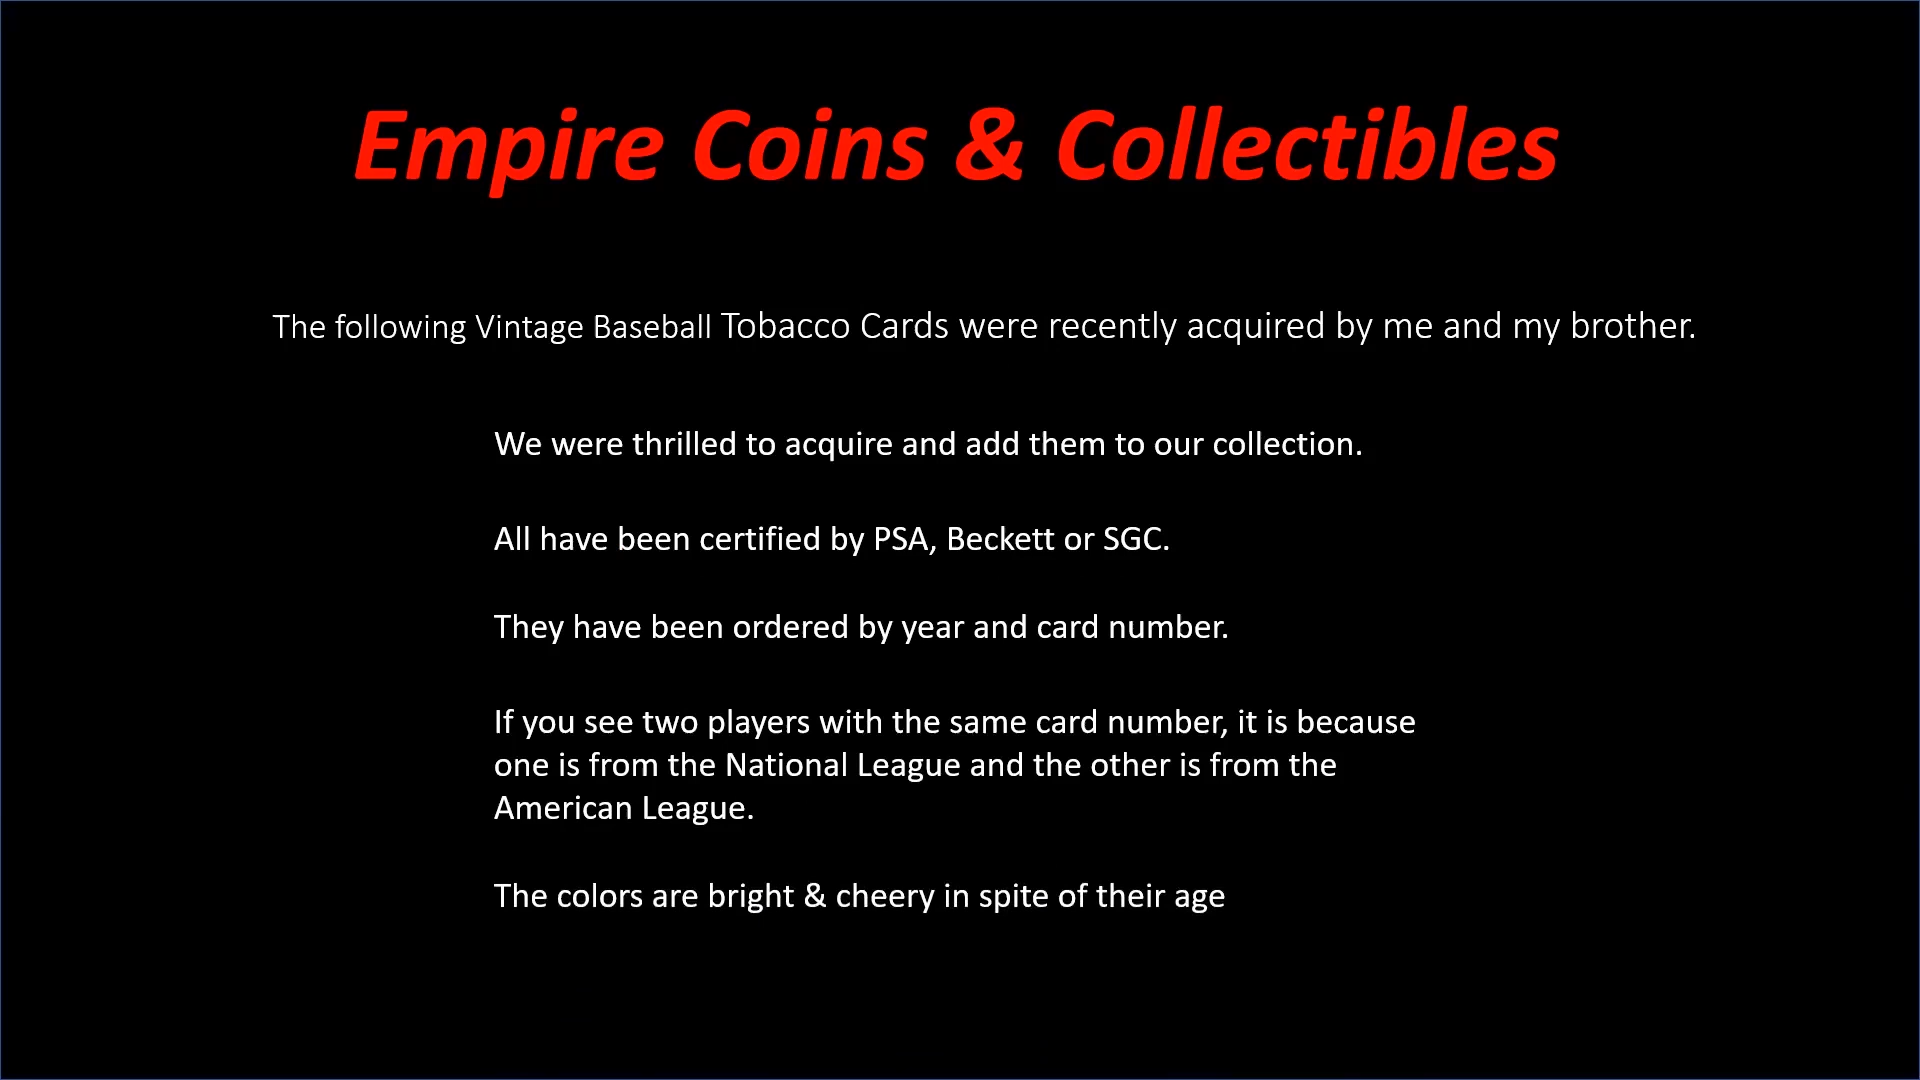 Empire Coins & Collectibles
The following Vintage Baseball Tobacco Cards were recently acquired by me and my brother.
We were thrilled to acquire and add them to our collection.
All have been certified by PSA, Beckett or SGC.
They have been ordered by year and card number.
If you see two players with the same card number, it is because
one is from the National League and the other is from the
American League.
The colors are bright & cheery in spite of their age